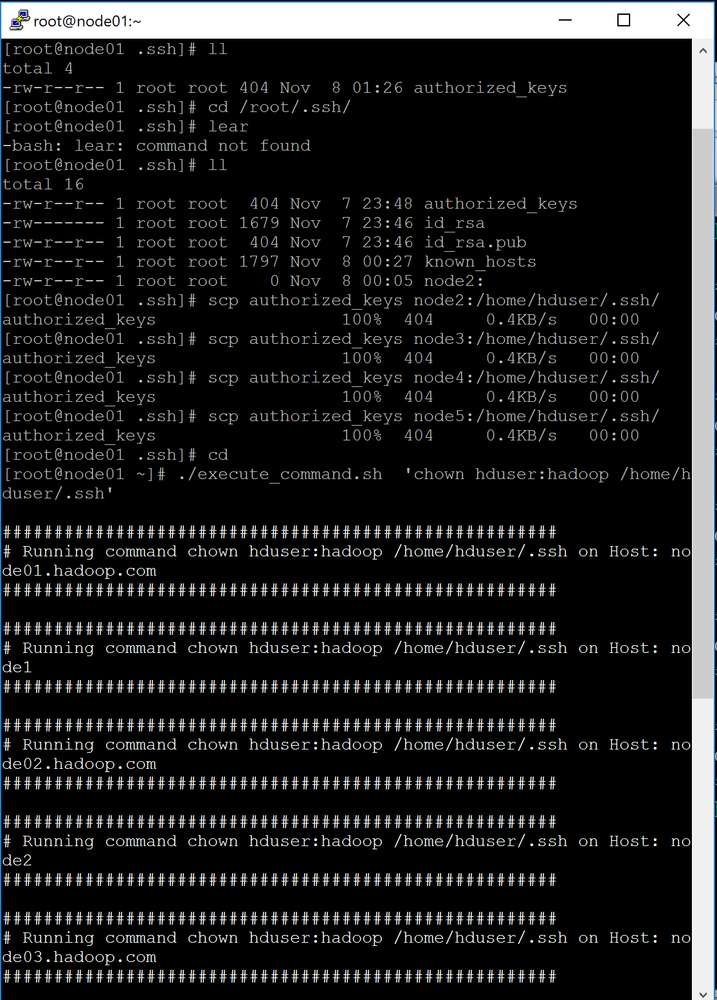 root@node01:~
[root@node01 .ssh]# ll
total 4
-rw-r--r-- 1 root root 404 Nov  8 01:26 authorized_keys
[root@node01 .ssh]# cd /root/.ssh/
[root@node01 .ssh]# lear
-bash: lear: command not found
[root@node01 .ssh]# ll
total 16
-rw-r--r-- 1 root root  404 Nov  7 23:48 authorized_keys
-rw------- 1 root root 1679 Nov  7 23:46 id_rsa
-rw-r--r-- 1 root root  404 Nov  7 23:46 id_rsa.pub
-rw-r--r-- 1 root root 1797 Nov  8 00:27 known_hosts
-rw-r--r-- 1 root root    0 Nov  8 00:05 node2:
[root@node01 .ssh]# scp authorized_keys node2:/home/hduser/.ssh/
authorized_keys                  100%  404     0.4KB/s   00:00
[root@node01 .ssh]# scp authorized_keys node3:/home/hduser/.ssh/
authorized_keys                  100%  404     0.4KB/s   00:00
[root@node01 .ssh]# scp authorized_keys node4:/home/hduser/.ssh/
authorized_keys                  100%  404     0.4KB/s   00:00
[root@node01 .ssh]# scp authorized_keys node5:/home/hduser/.ssh/
authorized_keys                  100%  404     0.4KB/s   00:00
[root@node01 .ssh]# cd
[root@node01 ~]# ./execute_command.sh  'chown hduser:hadoop /home/h
duser/.ssh'
######################################################
# Running command chown hduser:hadoop /home/hduser/.ssh on Host: no
de01.hadoop.com
######################################################
######################################################
# Running command chown hduser:hadoop /home/hduser/.ssh on Host: no
de1
######################################################
######################################################
# Running command chown hduser:hadoop /home/hduser/.ssh on Host: no
de02.hadoop.com
######################################################
######################################################
# Running command chown hduser:hadoop /home/hduser/.ssh on Host: no
de2
######################################################
######################################################
# Running command chown hduser:hadoop /home/hduser/.ssh on Host: no
de03.hadoop.com
######################################################